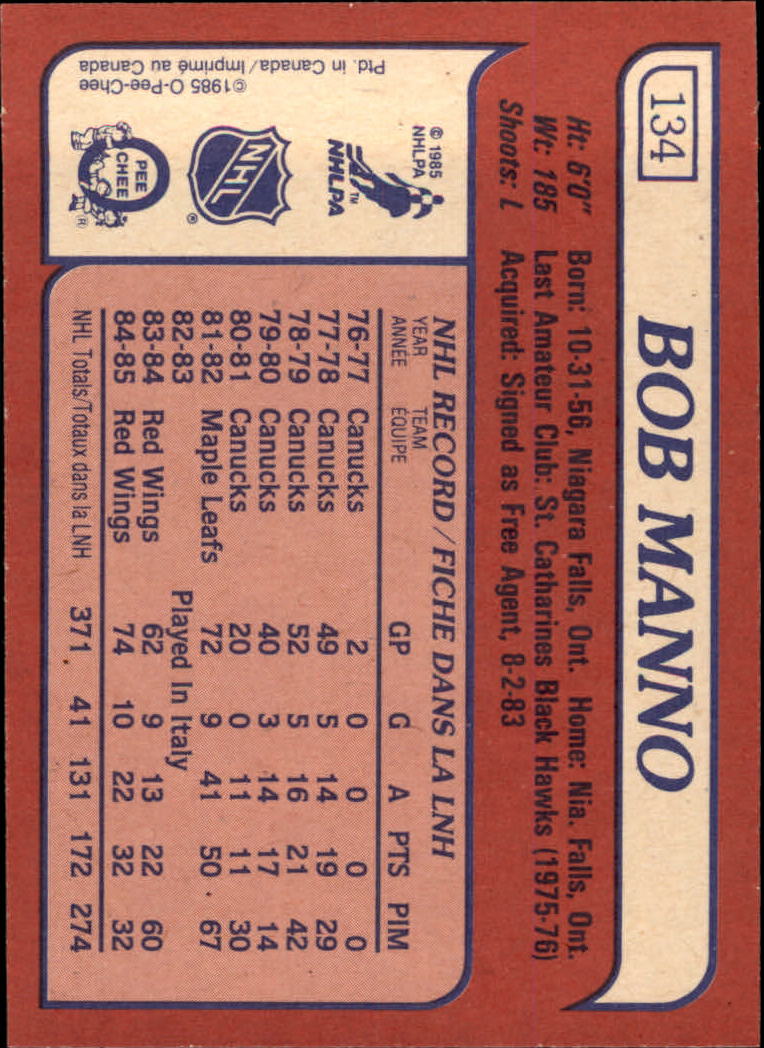 134
BOB MANNO
Ht: 6'0" Born: 10-31-56, Niagara Falls, Ont. Home: Nia. Falls, Ont.
Wt: 185 Last Amateur Club: St. Catharines Black Hawks (1975-76)
Shoots: L Acquired: Signed as Free Agent, 8-2-83
© 1985
NHLPA
NHLPA™
NHL®
PEE
CHEE
®
©1985 O-Pee-Chee
Ptd. in Canada/Imprimé au Canada
NHL RECORD/FICHE DANS LA LNH
YEAR TEAM GP G A PTS PIM
ANNÉE ÉQUIPE
76-77 Canucks 2 0 0 0 0
77-78 Canucks 49 5 14 19 29
78-79 Canucks 52 5 16 21 42
79-80 Canucks 40 3 14 17 14
80-81 Canucks 20 0 11 11 30
81-82 Maple Leafs 72 9 41 50 67
82-83 Played In Italy
83-84 Red Wings 62 9 13 22 60
84-85 Red Wings 74 10 22 32 32
NHL Totals/Totaux dans la LNH 371 41 131 172 274